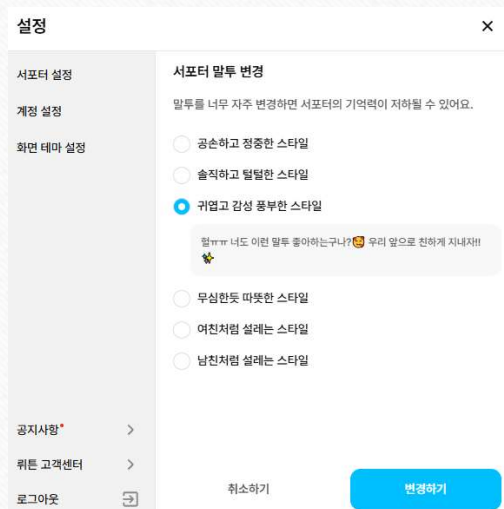 설정
서포터 설정
계정 설정
화면 테마 설정
서포터 말투 변경
말투를 너무 자주 변경하면 서포터의 기억력이 저하될 수 있어요.
공손하고 정중한 스타일
솔직하고 털털한 스타일
귀엽고 감성 풍부한 스타일
헐ㅠㅠ 너도 이런 말투 좋아하는구나?🥰 우리 앞으로 친하게 지내자!!
✨
무심한듯 따뜻한 스타일
여친처럼 설레는 스타일
남친처럼 설레는 스타일
공지사항
뤼튼 고객센터
로그아웃
취소하기
변경하기